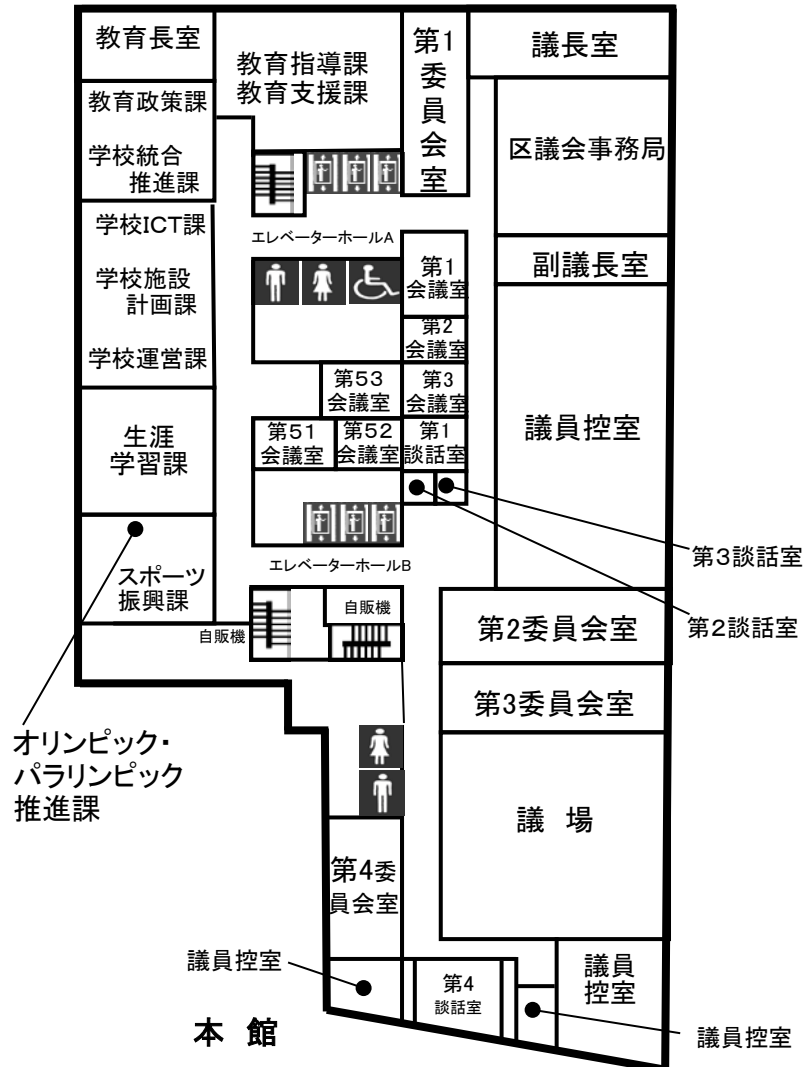 教育長室
教育指導課
教育支援課
第1
委
員
会
室
議長室
教育政策課
学校統合
推進課
区議会事務局
学校ICT課
学校施設
計画課
学校運営課
エレベーターホールA
第1
会議室
副議長室
第2
会議室
第53
会議室
第3
会議室
議員控室
生涯
学習課
第51
会議室
第52
会議室
第1
談話室
第3談話室
第2談話室
エレベーターホールB
スポーツ
振興課
自販機
自販機
第2委員会室
第3委員会室
オリンピック・
パラリンピック
推進課
議 場
第4委
員会室
議員控室
第4
談話室
議員
控室
議員控室
本 館